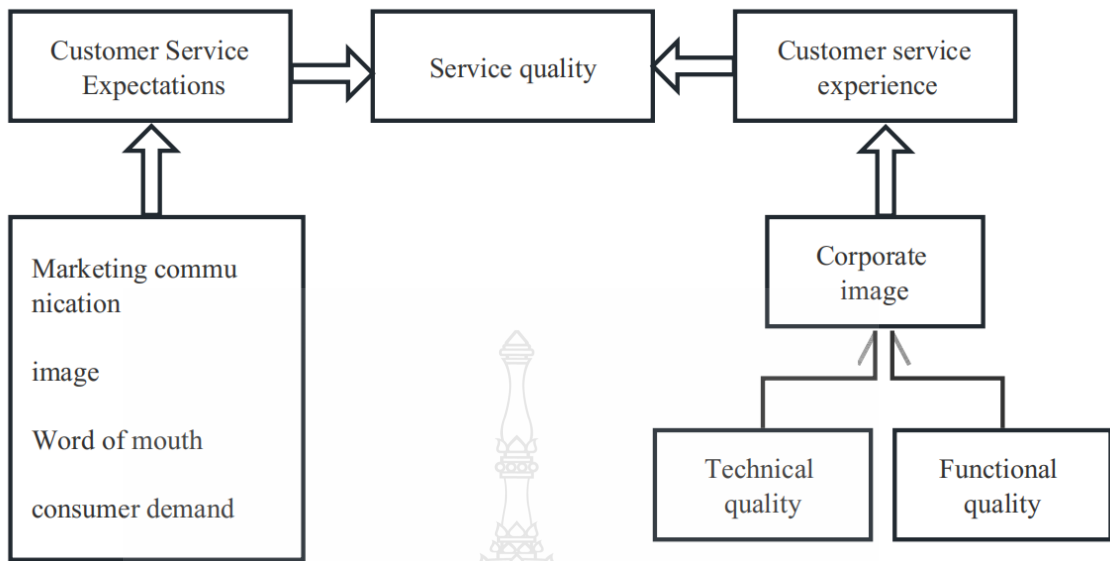 Customer Service
Expectations
Service quality
Customer service
experience
Marketing commu
nication
image
Word of mouth
consumer demand
Corporate
image
Technical
quality
Functional
quality